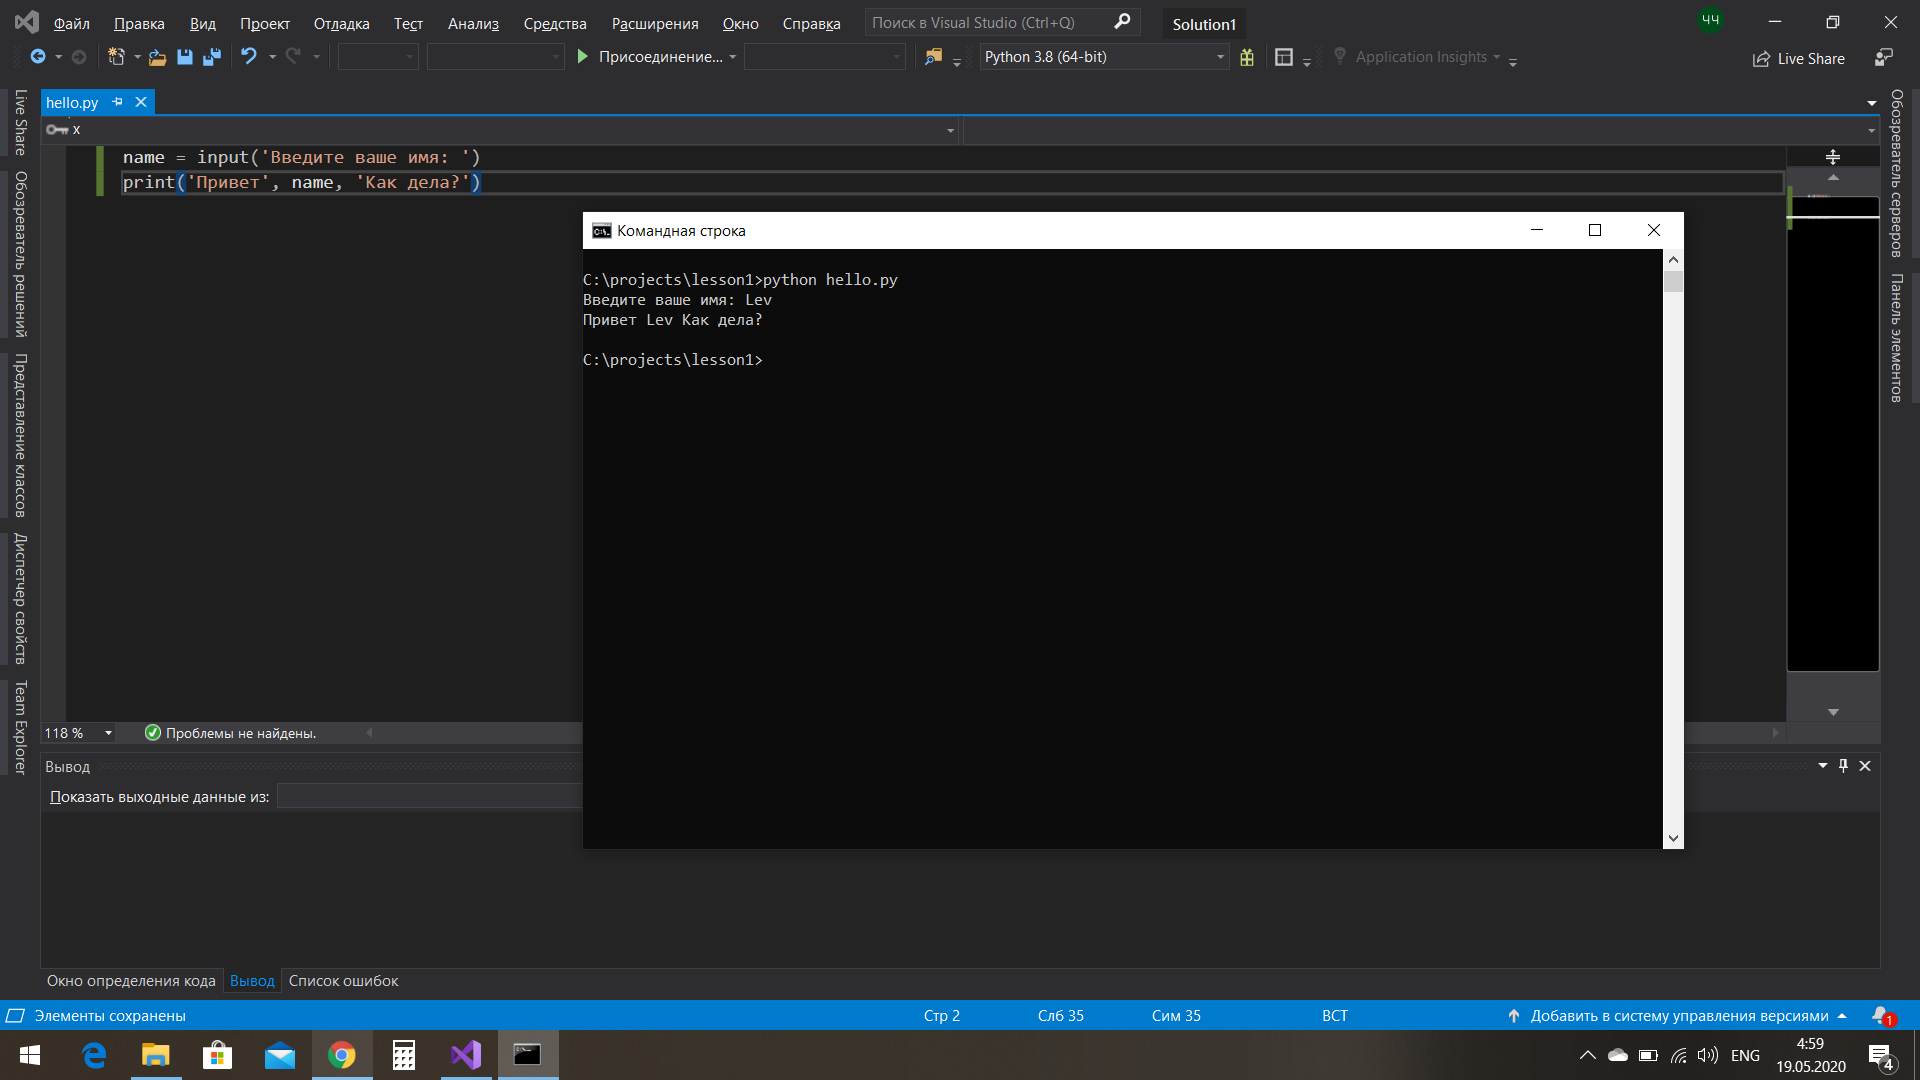 Файл Правка Вид Проект Отладка Тест Анализ Средства Расширения Окно Справка Поиск в Visual Studio (Ctrl+Q) Solution1 ЧЧ
Присоединение... Python 3.8 (64-bit) Application Insights Live Share
hello.py
x
name = input('Введите ваше имя: ')
print('Привет', name, 'Как дела?')
Live Share
Обозреватель решений
Представление классов
Диспетчер свойств
Team Explorer
Командная строка
C:\projects\lesson1>python hello.py
Введите ваше имя: Lev
Привет Lev Как дела?
C:\projects\lesson1>
Обозреватель серверов
Панель элементов
118 % Проблемы не найдены.
Вывод
Показать выходные данные из:
Окно определения кода Вывод Список ошибок
Элементы сохранены Стр 2 Слб 35 Сим 35 ВСТ Добавить в систему управления версиями 1
ENG 4:59
19.05.2020 4